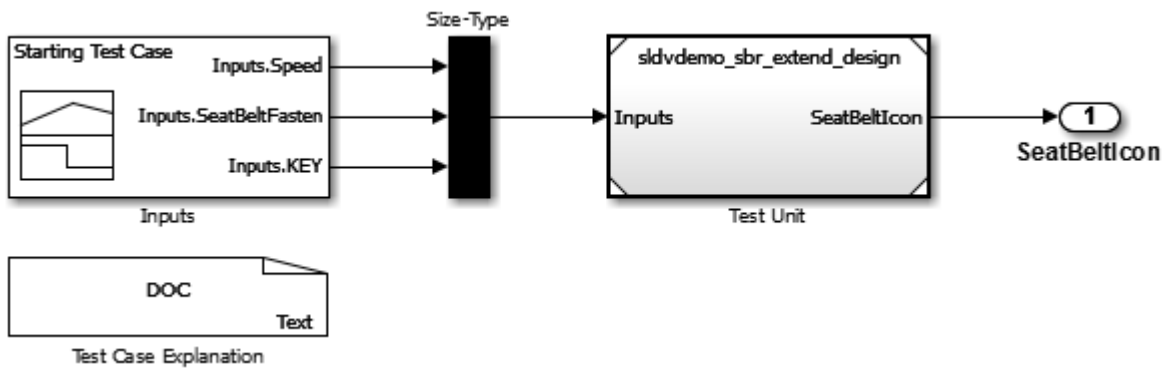 Size-Type
Starting Test Case
Inputs.Speed
Inputs.SeatBeltFasten
Inputs.KEY
Inputs
sldvdemo_sbr_extend_design
Inputs
SeatBeltIcon
Test Unit
1
SeatBeltIcon
DOC
Text
Test Case Explanation